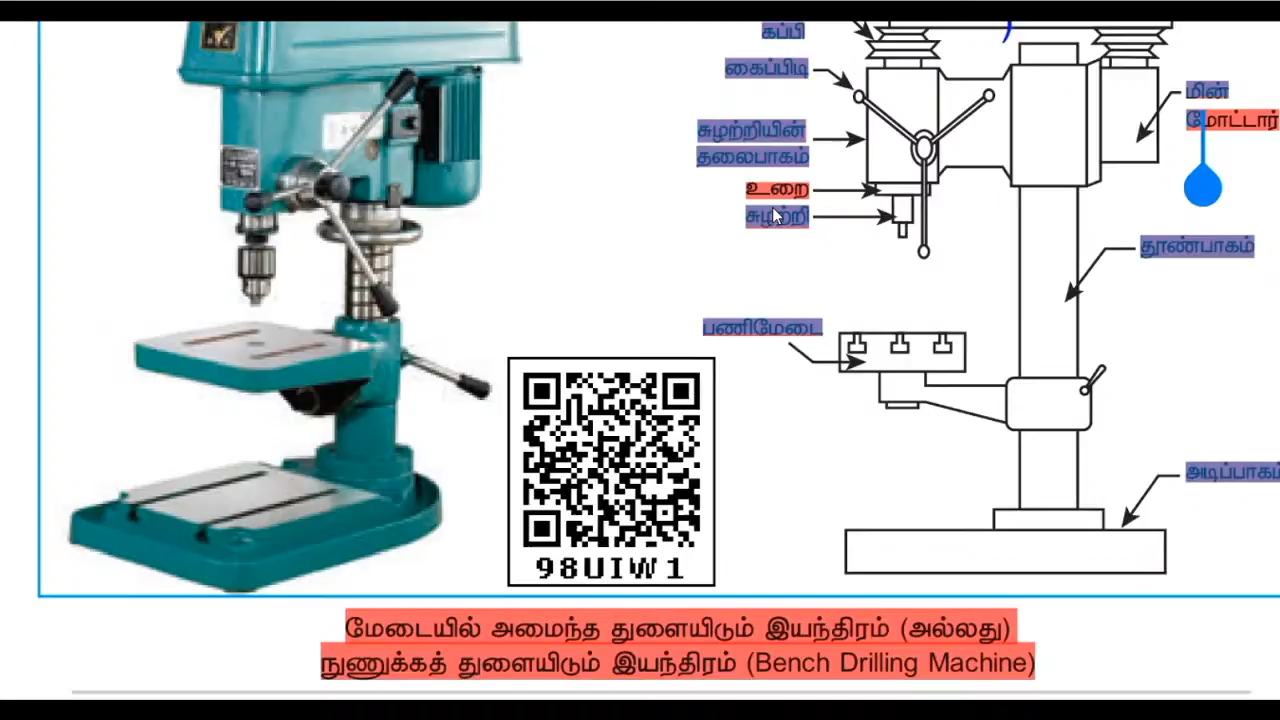 கப்பி
கைப்பிடி
மின்
மோட்டார்
சுழற்றியின்
தலைபாகம்
உறை
சுழற்றி
தூண்பாகம்
பணிமேடை
அடிப்பாகம்
98UIW1
மேடையில் அமைந்த துளையிடும் இயந்திரம் (அல்லது)
நுணுக்கத் துளையிடும் இயந்திரம் (Bench Drilling Machine)